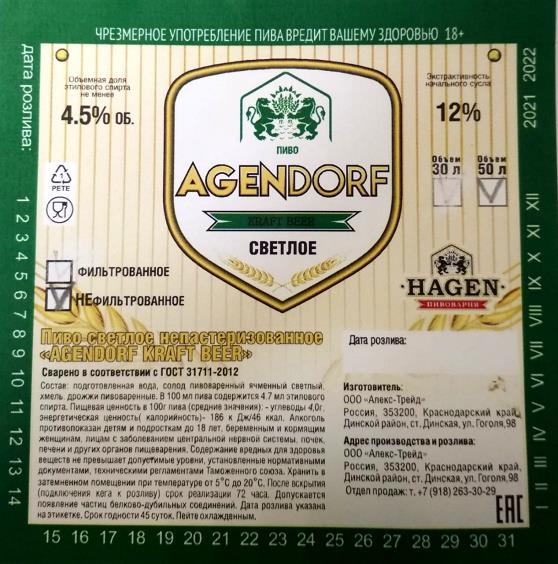 ЧРЕЗМЕРНОЕ УПОТРЕБЛЕНИЕ ПИВА ВРЕДИТ ВАШЕМУ ЗДОРОВЬЮ 18+
дата розлива:
Объемная доля
этилового спирта
не менее
4.5% ОБ.
PETE
ПИВО
AGENDORF
KRAFT BEER
СВЕТЛОЕ
Экстрактивность
начального сусла
12%
Объем
30 л
Объем
50 л
2021 2022
ФИЛЬТРОВАННОЕ
НЕФИЛЬТРОВАННОЕ
HAGEN
ПИВОВАРНЯ
Пиво светлое непастеризованное
«AGENDORF KRAFT BEER»
Сварено в соответствии с ГОСТ 31711-2012
Состав: подготовленная вода, солод пивоваренный ячменный светлый,
хмель, дрожжи пивоваренные. В 100 мл пива содержится 4.7 мл этилового
спирта. Пищевая ценность в 100г пива (средние значения): - углеводы 4,0г,
энергетическая ценность( калорийность)- 186 к Дж/46 ккал. Алкоголь
противопоказан детям и подросткам до 18 лет, беременным и кормящим
женщинам, лицам с заболеванием центральной нервной системы, почек,
печени и других органов пищеварения. Содержание вредных для здоровья
веществ не превышает допустимые уровни, установленные нормативными
документами, техническими регламентами Таможенного союза. Хранить в
затемненном помещении при температуре от 5°С до 20°С. После вскрытия
(подключения кега к розливу) срок реализации 72 часа. Допускается
появление частиц белково-дубильных соединений. Дата розлива указана
на этикетке. Срок годности 45 суток. Пейте охлажденным.
Дата розлива:
Изготовитель:
ООО «Алекс-Трейд»
Россия, 353200, Краснодарский край,
Динской район, ст. Динская, ул. Гоголя,98
Адрес производства и розлива:
ООО «Алекс-Трейд»
Россия, 353200, Краснодарский край,
Динской район, ст. Динская, ул. Гоголя,98
Отдел продаж: т. +7 (918) 263-30-29
ЕАС
1 2 3 4 5 6 7 8 9 10 11 12 13 14
15 16 17 18 19 20 21 22 23 24 25 26 27 28 29 30 31
I II III IV V VI VII VIII IX X XI XII